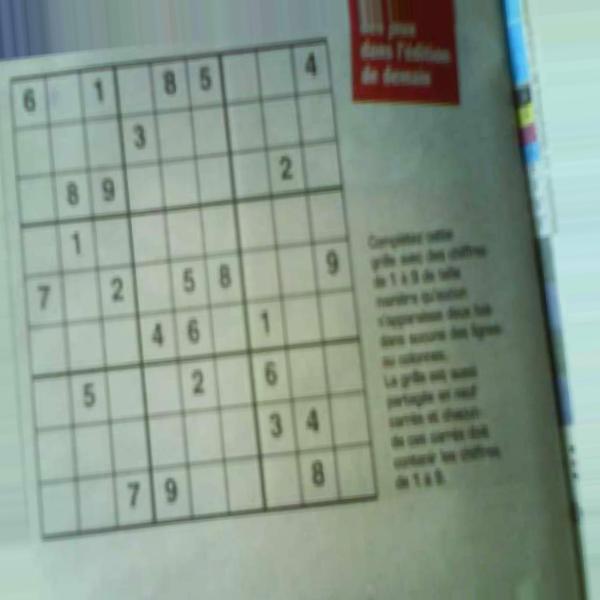 Les jeux
dans l'édition
de demain
6 1 8 5 4
3
8 9 2
1
7 2 5 8 9
4 6 1
5 2 6
3 4
7 9 8
Complétez cette
grille avec des chiffres
de 1 à 9 de telle
manière qu'aucun
n'apparaisse deux fois
dans aucune des lignes
ou colonnes.
La grille est aussi
partagée en neuf
carrés et chacun
de ces carrés doit
contenir les chiffres
de 1 à 9.